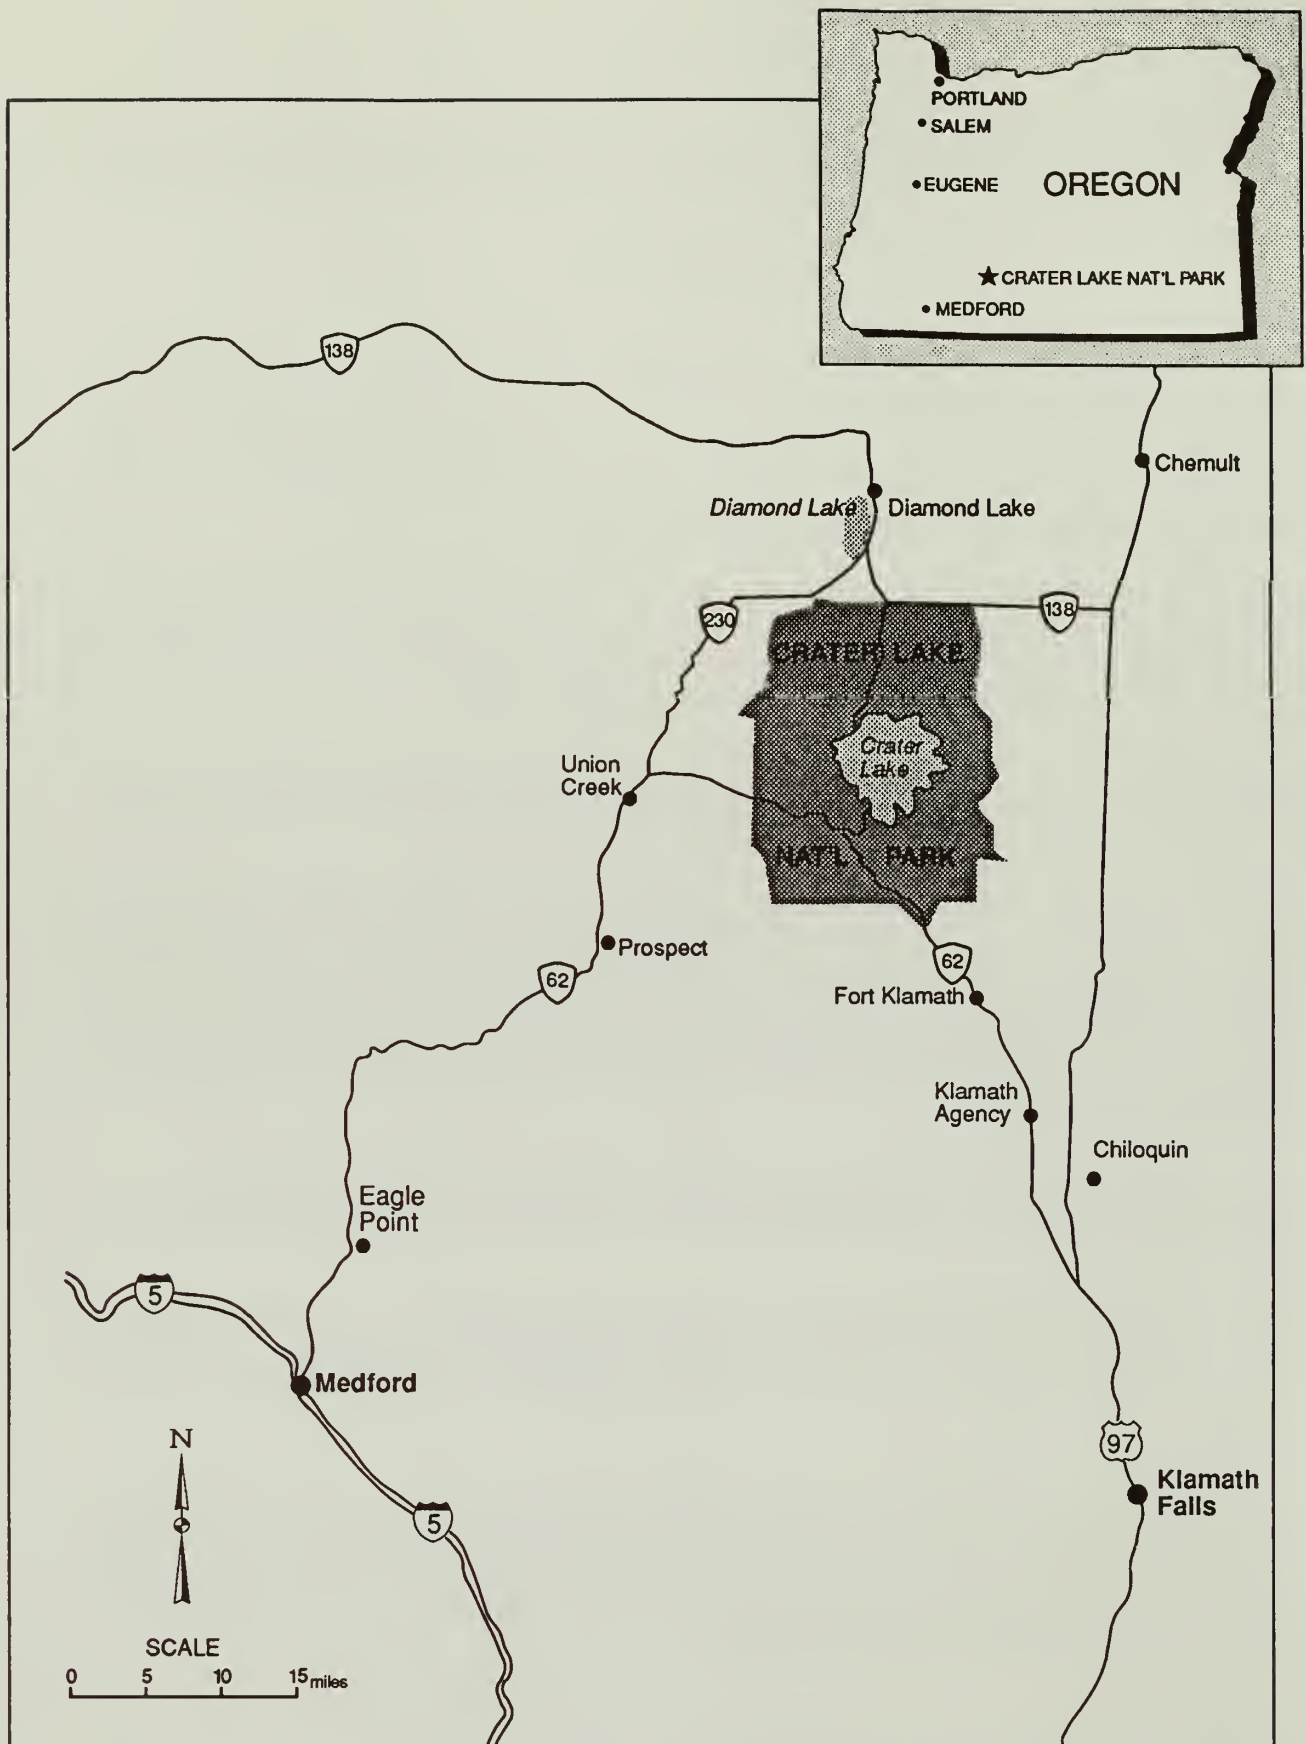 PORTLAND
SALEM
EUGENE
OREGON
CRATER LAKE NAT'L PARK
MEDFORD
138
Chemult
Diamond Lake
Diamond Lake
230
138
CRATER LAKE
Crater
Lake
Union
Creek
NAT'L PARK
Prospect
62
62
Fort Klamath
Klamath
Agency
Chiloquin
Eagle
Point
5
Medford
N
97
Klamath
Falls
5
SCALE
0 5 10 15 miles